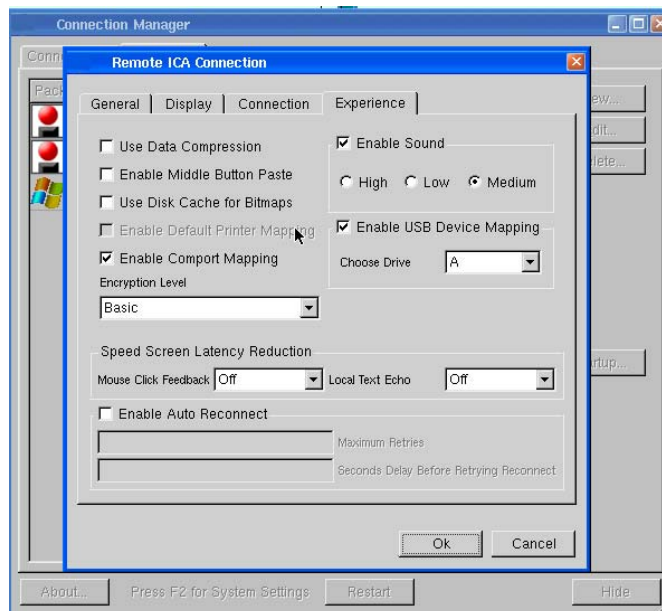 Connection Manager
Remote ICA Connection
General
Display
Connection
Experience
Use Data Compression
Enable Middle Button Paste
Use Disk Cache for Bitmaps
Enable Default Printer Mapping
Enable Comport Mapping
Encryption Level
Basic
Enable Sound
High
Low
Medium
Enable USB Device Mapping
Choose Drive
A
Speed Screen Latency Reduction
Mouse Click Feedback
Off
Local Text Echo
Off
Enable Auto Reconnect
Maximum Retries
Seconds Delay Before Retrying Reconnect
Ok
Cancel
About...
Press F2 for System Settings
Restart
Hide